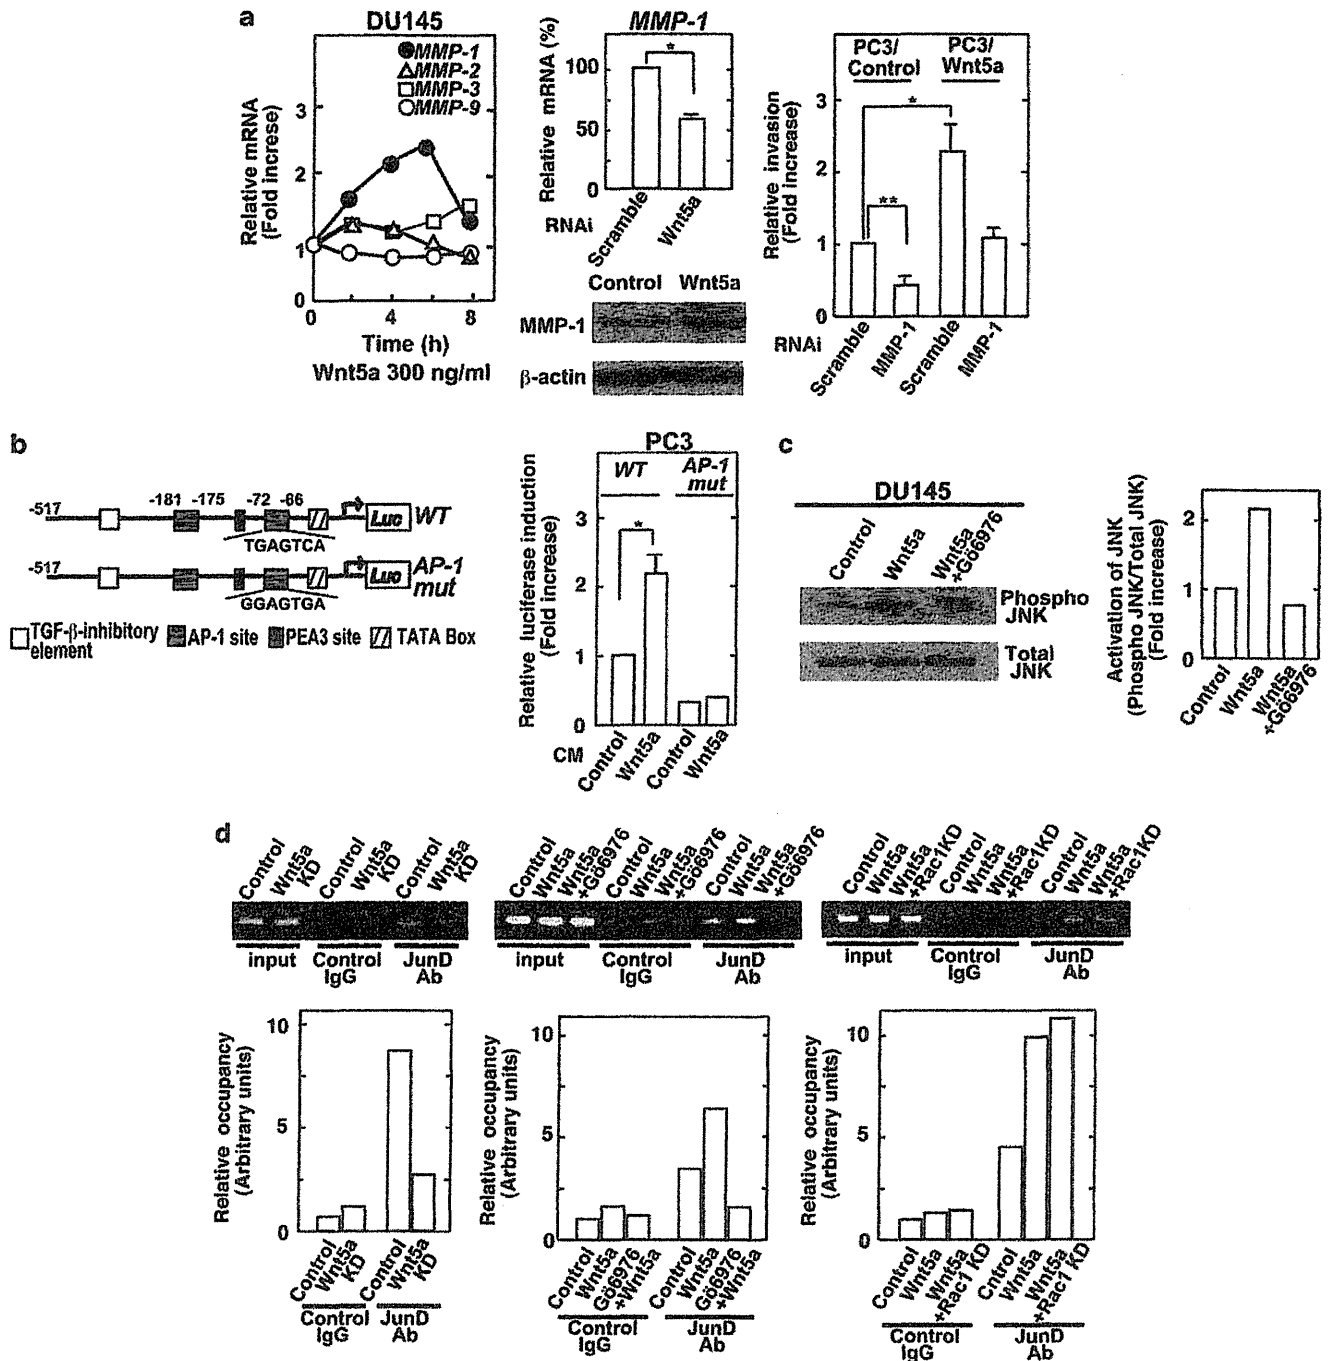 a
DU145
MMP-1
MMP-2
MMP-3
MMP-9
Relative mRNA
(Fold increse)
3
2
1
0
0 4 8
Time (h)
Wnt5a 300 ng/ml
MMP-1
Relative mRNA (%)
100
50
0
*
RNAi
Scramble
Wnt5a
Control Wnt5a
MMP-1
β-actin
PC3/
Control
PC3/
Wnt5a
Relative invasion
(Fold increase)
3
2
1
0
*
**
RNAi
Scramble
MMP-1
Scramble
MMP-1
b
-517
-181 -175 -72 -66
Luc WT
TGAGTCA
-517
Luc AP-1
mut
GGAGTGA
TGF-β-inhibitory
element
AP-1 site
PEA3 site
TATA Box
PC3
WT
AP-1
mut
Relative luciferase induction
(Fold increase)
3
2
1
0
*
CM
Control
Wnt5a
Control
Wnt5a
c
DU145
Control
Wnt5a
Wnt5a
+Gö6976
Phospho
JNK
Total
JNK
Activation of JNK
(Phospho JNK/Total JNK)
(Fold increase)
2
1
0
Control
Wnt5a
Wnt5a
+Gö6976
d
Control
Wnt5a
KD
Control
Wnt5a
KD
Control
Wnt5a
KD
input
Control
IgG
JunD
Ab
Control
Wnt5a
Wnt5a
+Gö6976
Control
Wnt5a
Wnt5a
+Gö6976
Control
Wnt5a
Wnt5a
+Gö6976
input
Control
IgG
JunD
Ab
Control
Wnt5a
Wnt5a
+Rac1KD
Control
Wnt5a
Wnt5a
+Rac1KD
Control
Wnt5a
Wnt5a
+Rac1KD
input
Control
IgG
JunD
Ab
Relative occupancy
(Arbitrary units)
10
5
0
Control
Wnt5a
KD
Control
Wnt5a
KD
Control
IgG
JunD
Ab
Relative occupancy
(Arbitrary units)
10
5
0
Control
Wnt5a
Gö6976
+Wnt5a
Control
Wnt5a
Gö6976
+Wnt5a
Control
IgG
JunD
Ab
Relative occupancy
(Arbitrary units)
10
5
0
Control
Wnt5a
Wnt5a
+Rac1 KD
Cntrol
Wnt5a
Wnt5a
+Rac1 KD
Control
IgG
JunD
Ab